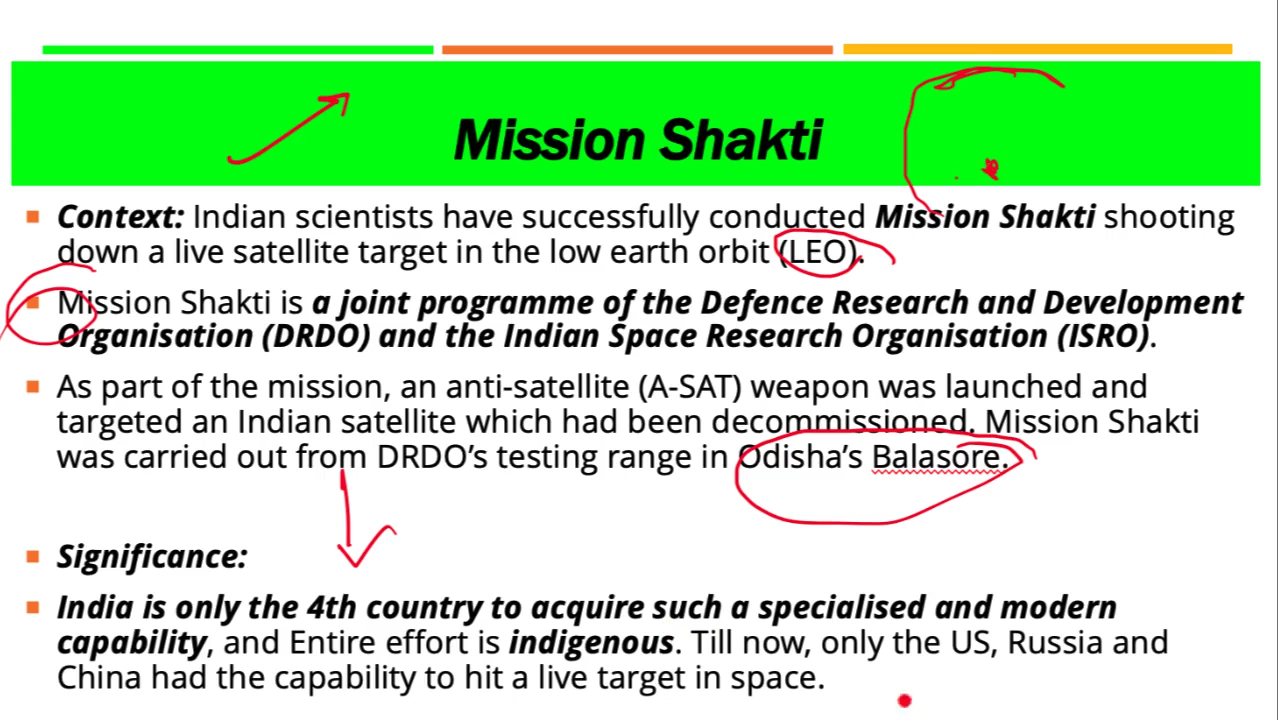 Mission Shakti
Context: Indian scientists have successfully conducted Mission Shakti shooting
down a live satellite target in the low earth orbit (LEO).
Mission Shakti is a joint programme of the Defence Research and Development
Organisation (DRDO) and the Indian Space Research Organisation (ISRO).
As part of the mission, an anti-satellite (A-SAT) weapon was launched and
targeted an Indian satellite which had been decommissioned. Mission Shakti
was carried out from DRDO’s testing range in Odisha’s Balasore.
Significance:
India is only the 4th country to acquire such a specialised and modern
capability, and Entire effort is indigenous. Till now, only the US, Russia and
China had the capability to hit a live target in space.